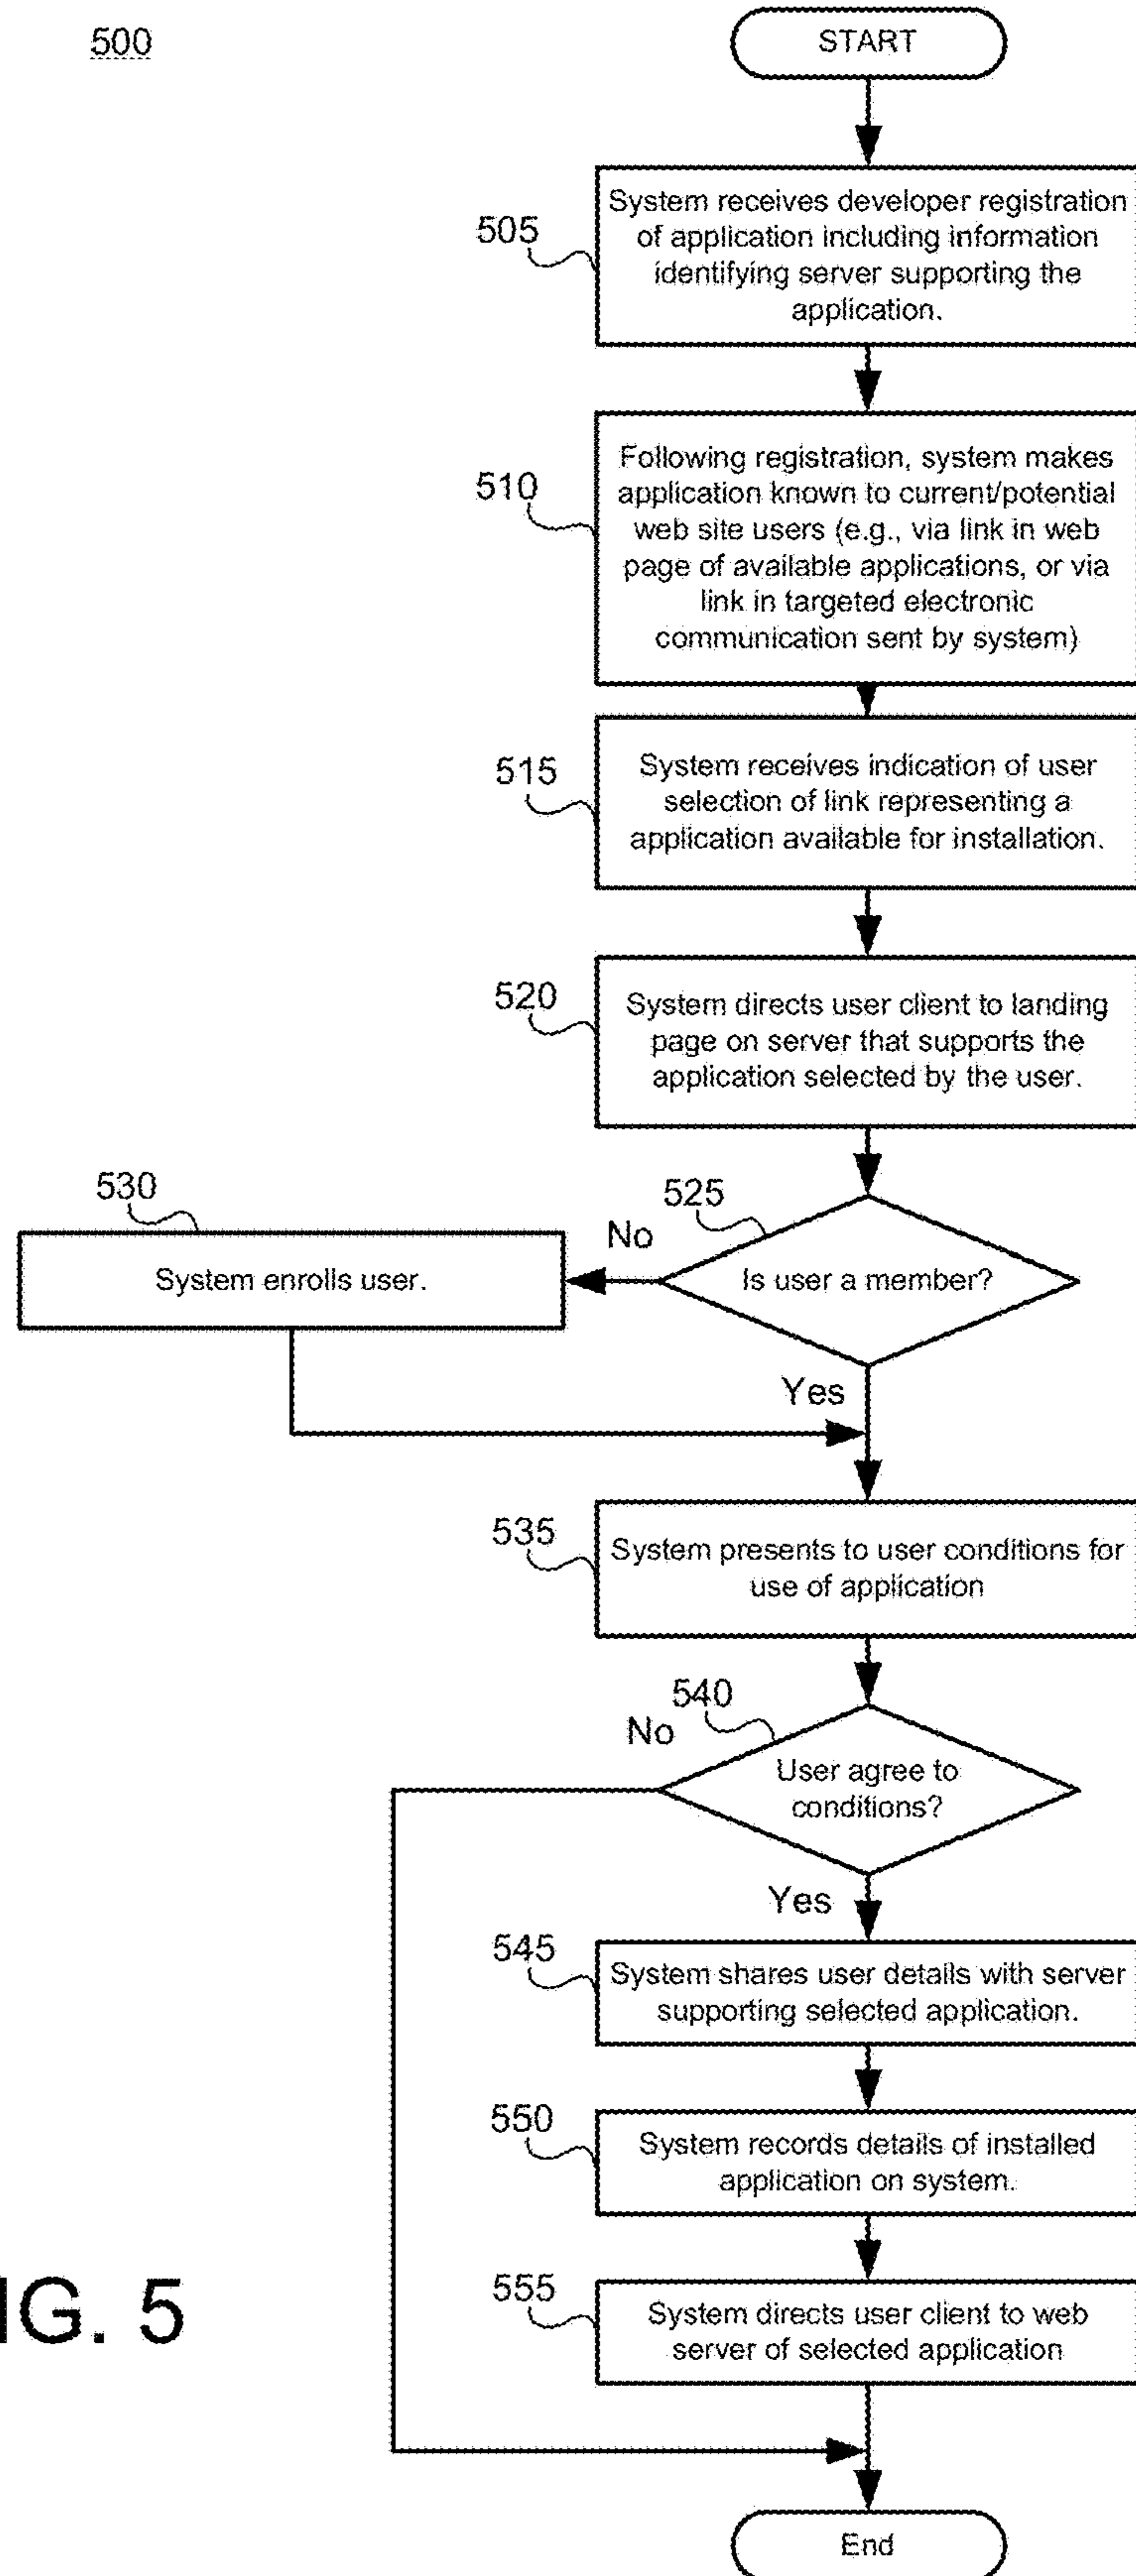 500
START
505
System receives developer registration
of application including information
identifying server supporting the
application.
510
Following registration, system makes
application known to current/potential
web site users (e.g., via link in web
page of available applications, or via
link in targeted electronic
communication sent by system)
515
System receives indication of user
selection of link representing a
application available for installation.
520
System directs user client to landing
page on server that supports the
application selected by the user.
530
525
No
System enrolls user.
Is user a member?
Yes
535
System presents to user conditions for
use of application
540
No
User agree to
conditions?
Yes
545
System shares user details with server
supporting selected application.
550
System records details of installed
application on system.
555
System directs user client to web
server of selected application
IG. 5
End